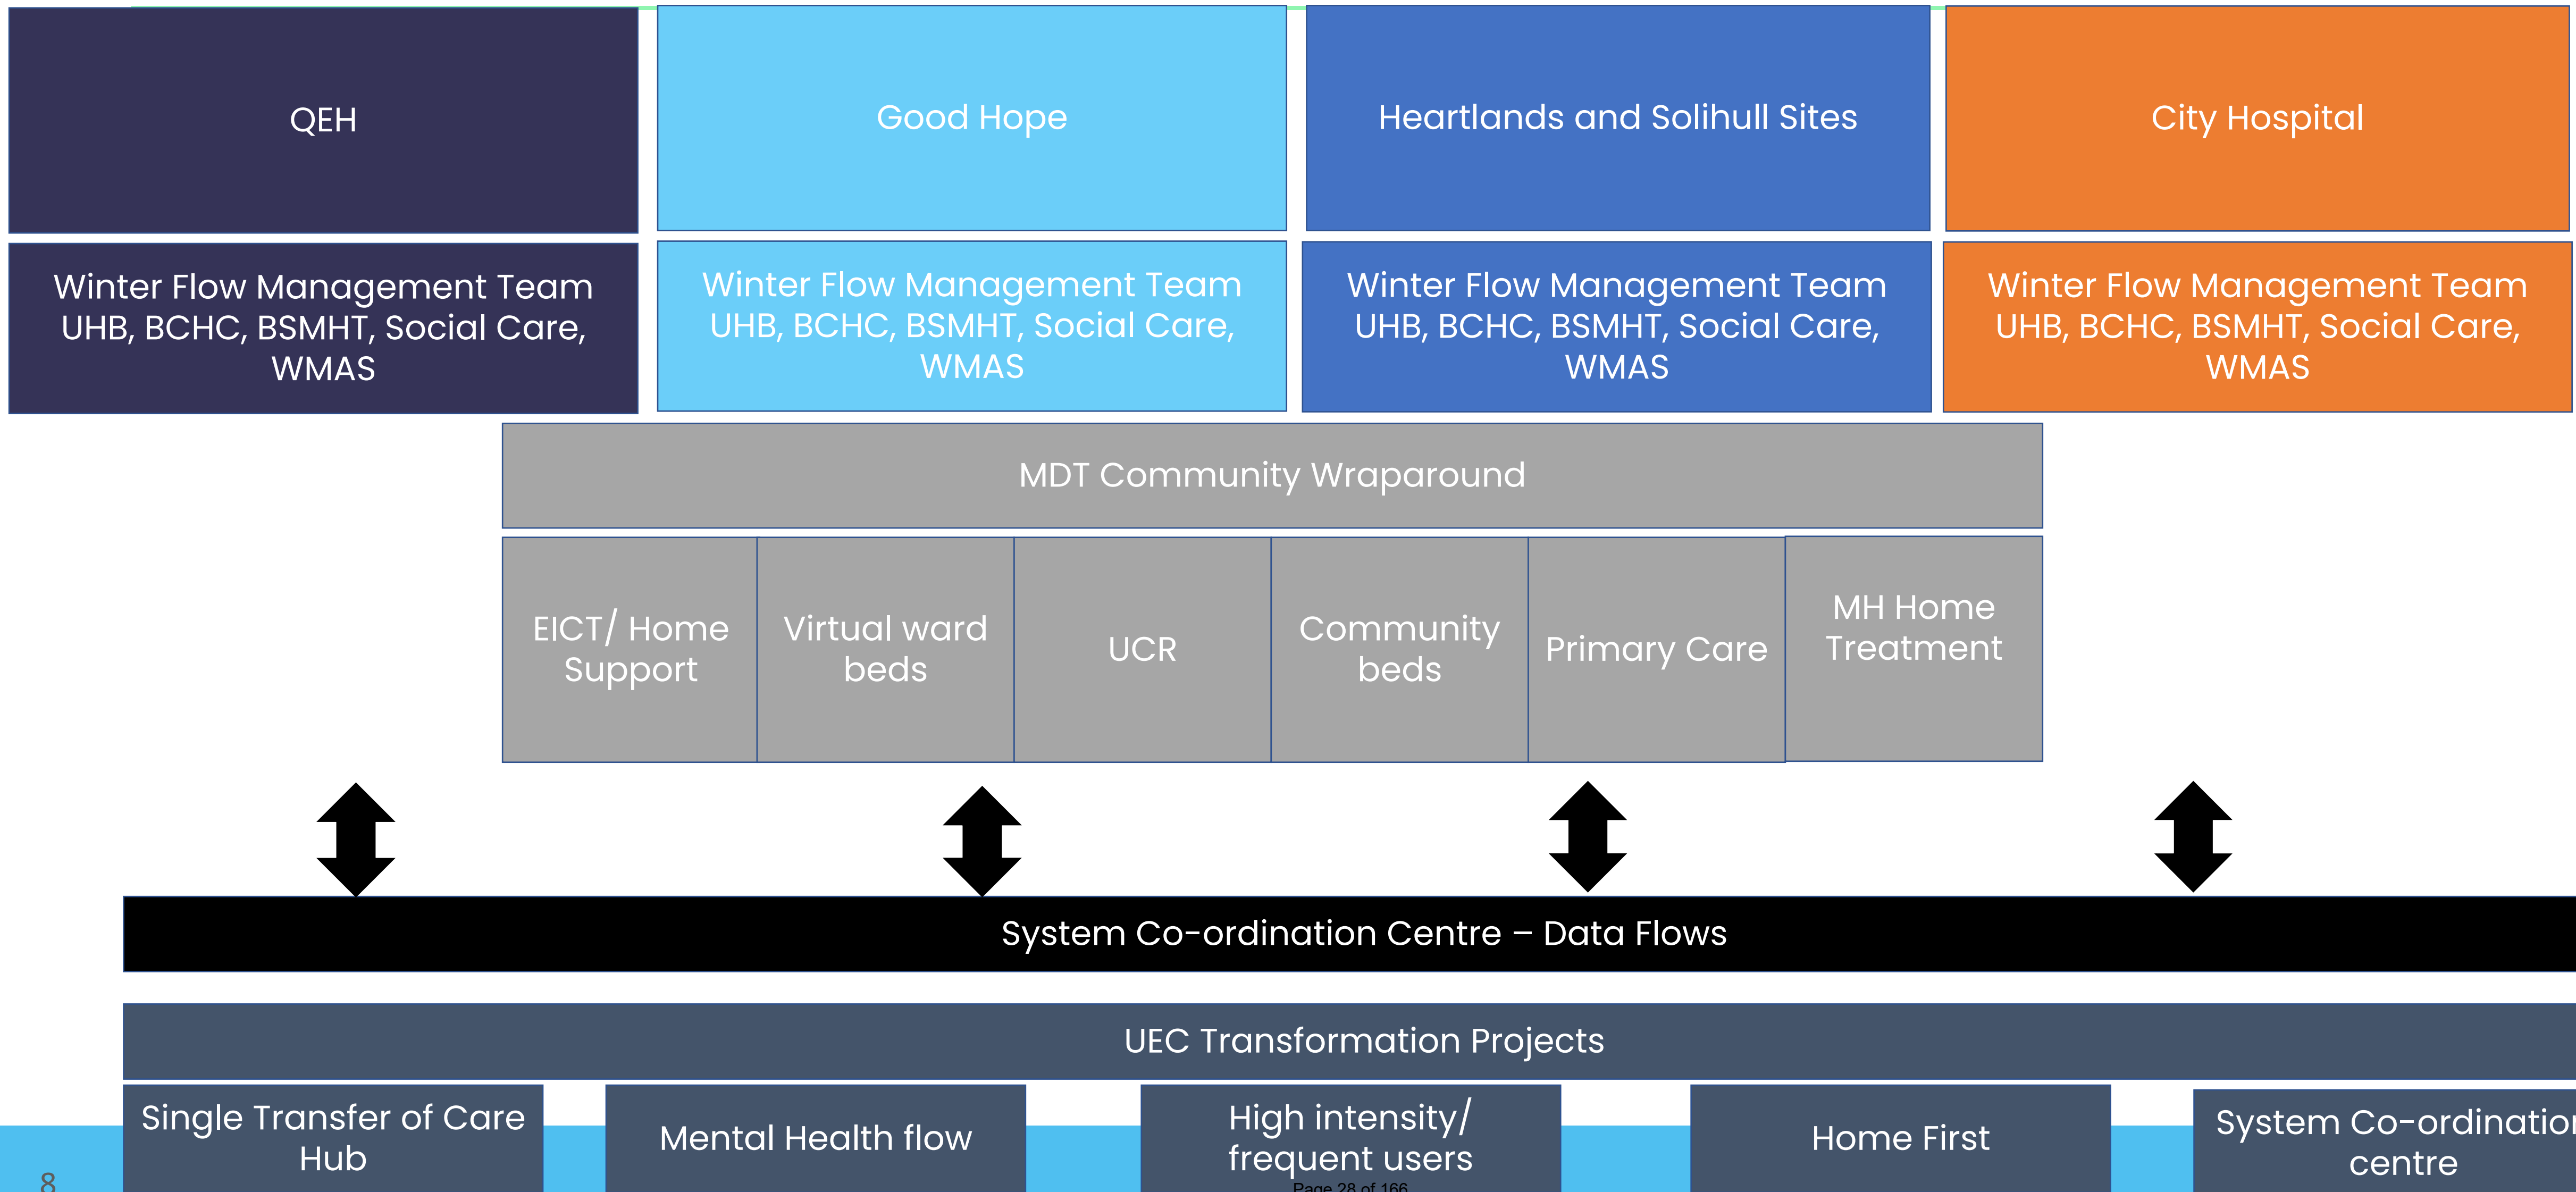 QEH
Good Hope
Heartlands and Solihull Sites
City Hospital
Winter Flow Management Team
UHB, BCHC, BSMHT, Social Care,
WMAS
Winter Flow Management Team
UHB, BCHC, BSMHT, Social Care,
WMAS
Winter Flow Management Team
UHB, BCHC, BSMHT, Social Care,
WMAS
Winter Flow Management Team
UHB, BCHC, BSMHT, Social Care,
WMAS
MDT Community Wraparound
EICT/ Home
Support
Virtual ward
beds
UCR
Community
beds
Primary Care
MH Home
Treatment
System Co-ordination Centre – Data Flows
UEC Transformation Projects
Single Transfer of Care
Hub
Mental Health flow
High intensity/
frequent users
Home First
System Co-ordination
centre
8
Page 28 of 166